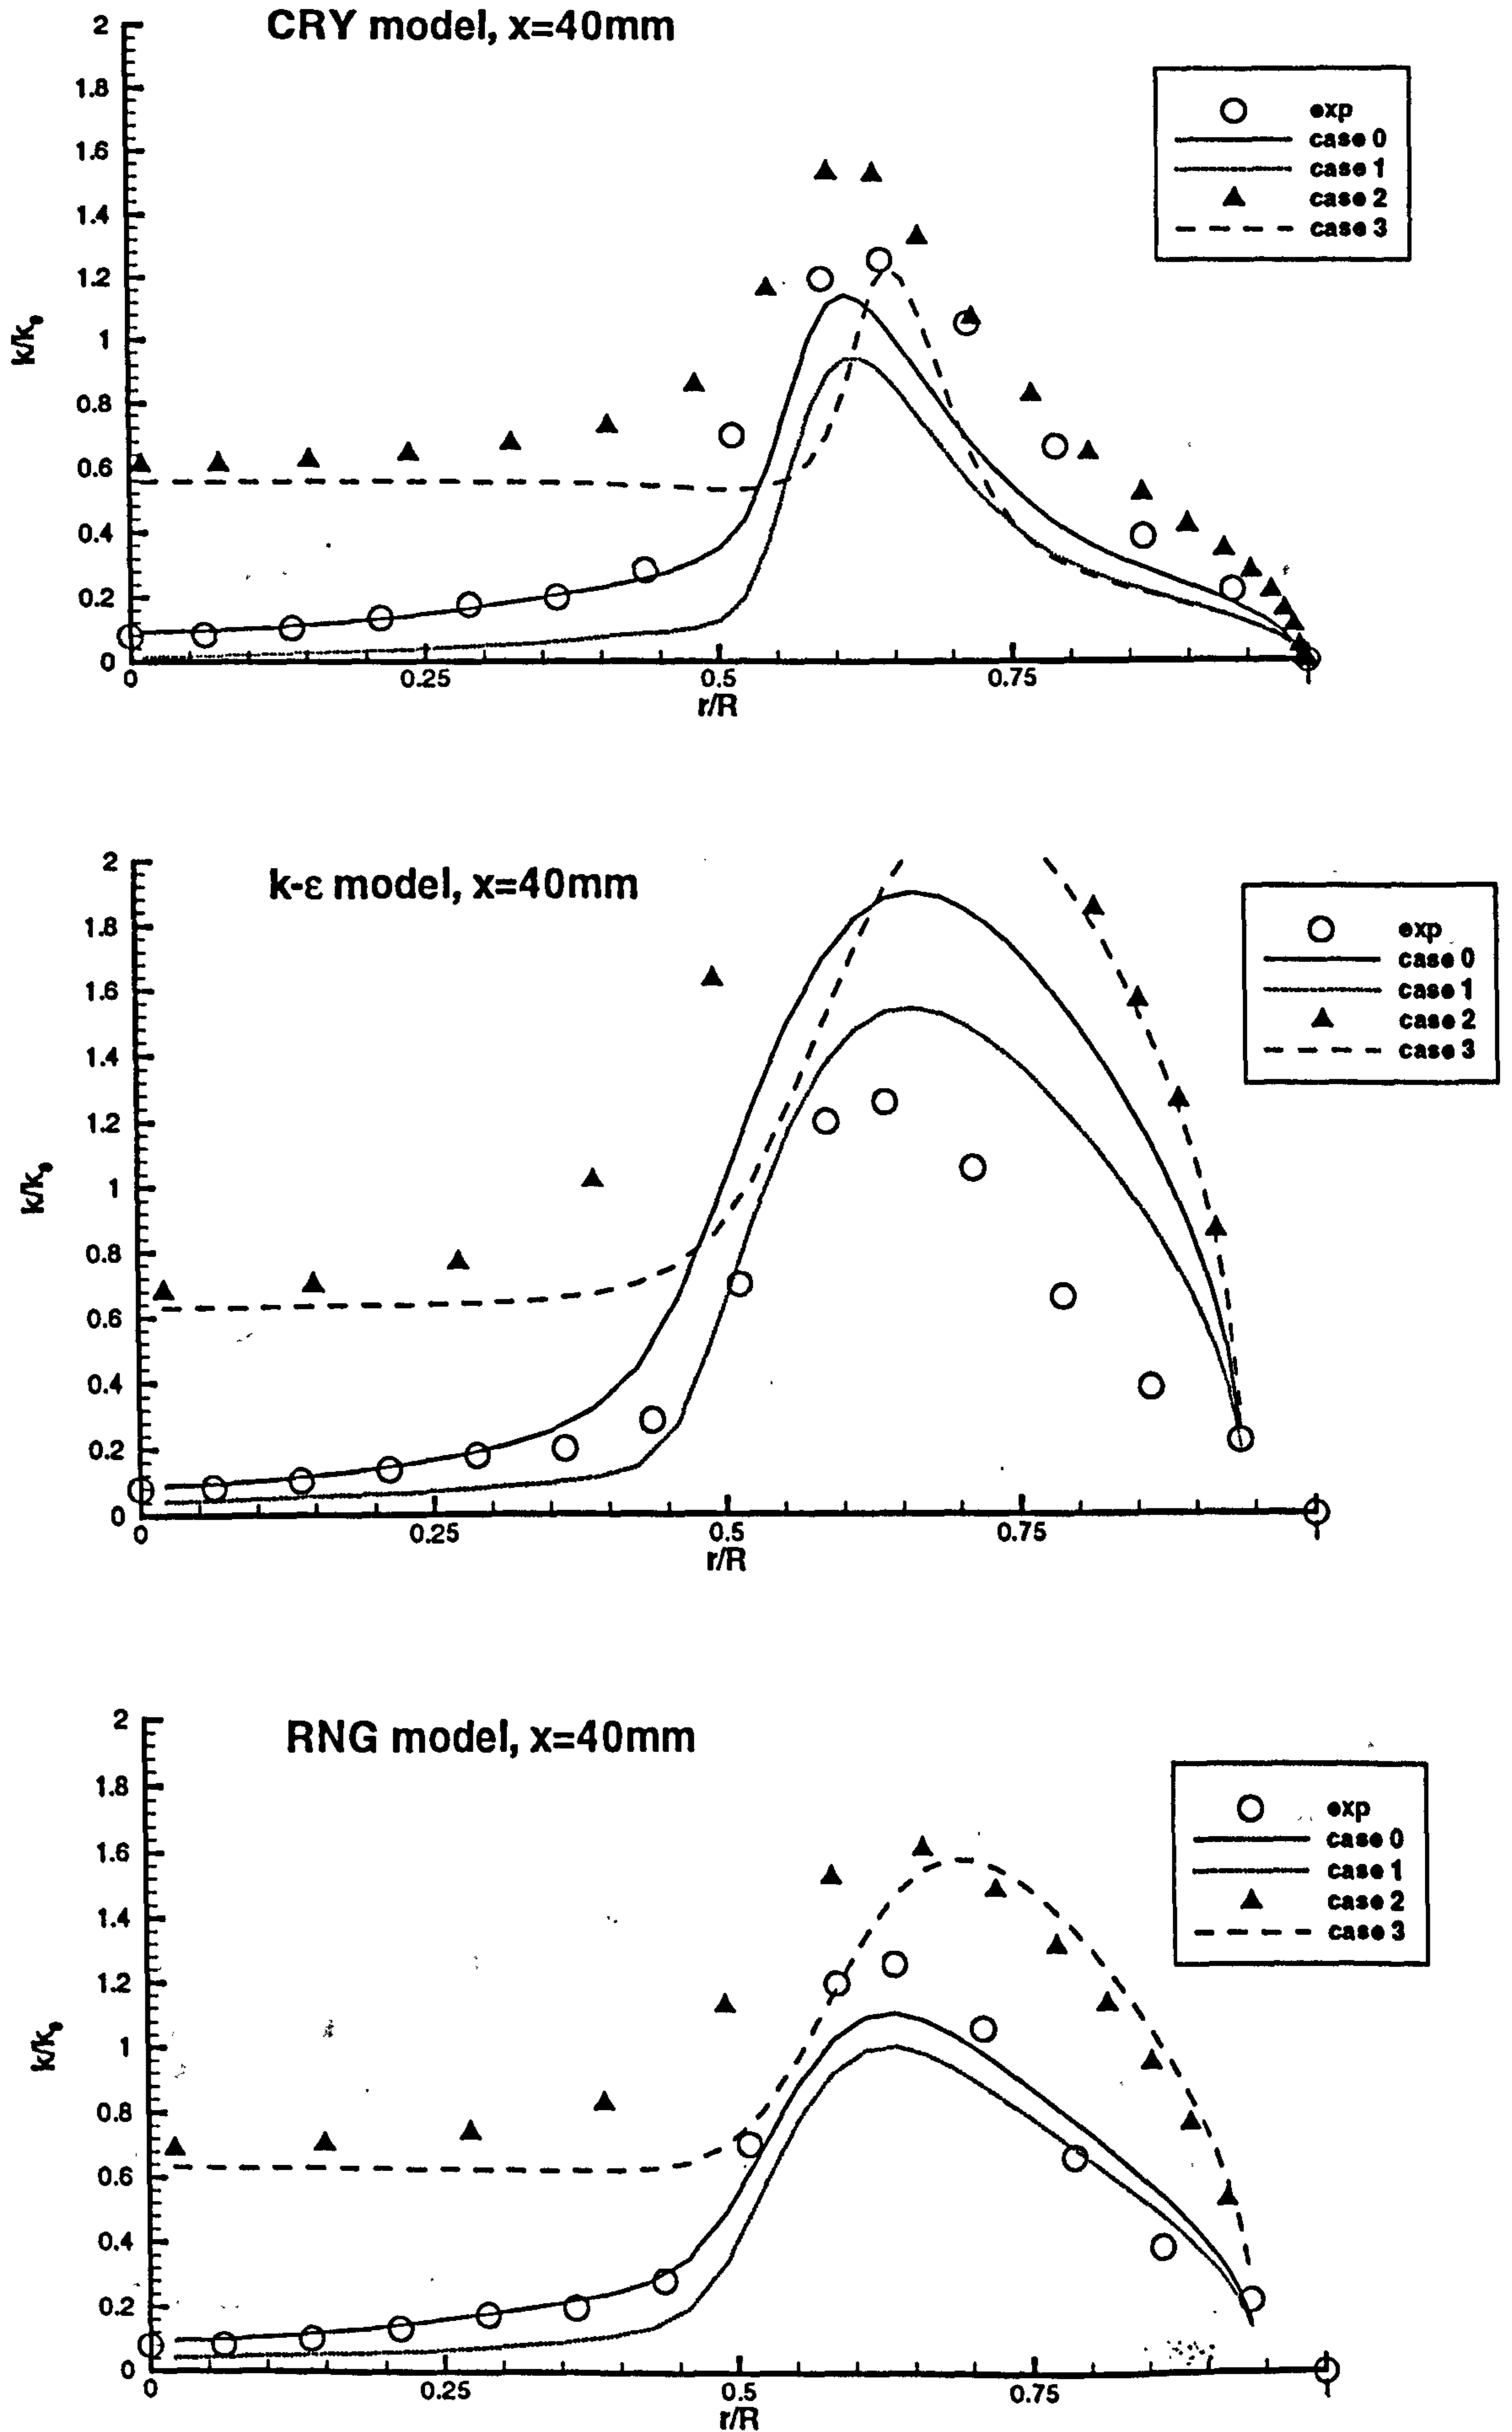 CRY model, x=40mm
2
1.8
1.6
1.4
1.2
1
0.8
0.6
0.4
0.2
0
k/k₀
0 0.25 0.5 0.75 1
r/R
exp
case 0
case 1
case 2
case 3
k-ε model, x=40mm
2
1.8
1.6
1.4
1.2
1
0.8
0.6
0.4
0.2
0
k/k₀
0 0.25 0.5 0.75 1
r/R
exp
case 0
case 1
case 2
case 3
RNG model, x=40mm
2
1.8
1.6
1.4
1.2
1
0.8
0.6
0.4
0.2
0
k/k₀
0 0.25 0.5 0.75 1
r/R
exp
case 0
case 1
case 2
case 3